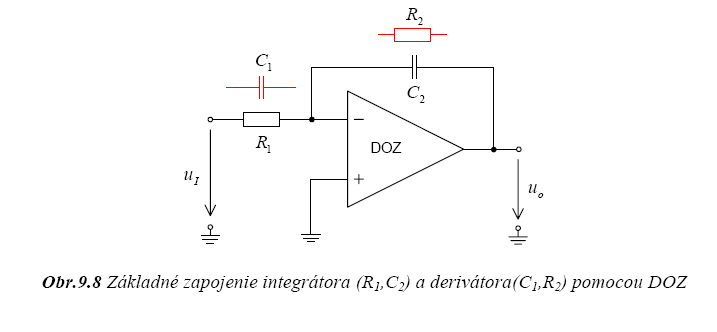 R2
C1
C2
R1
−
DOZ
+
uI
uo
Obr.9.8 Základné zapojenie integrátora (R1,C2) a derivátora(C1,R2) pomocou DOZ